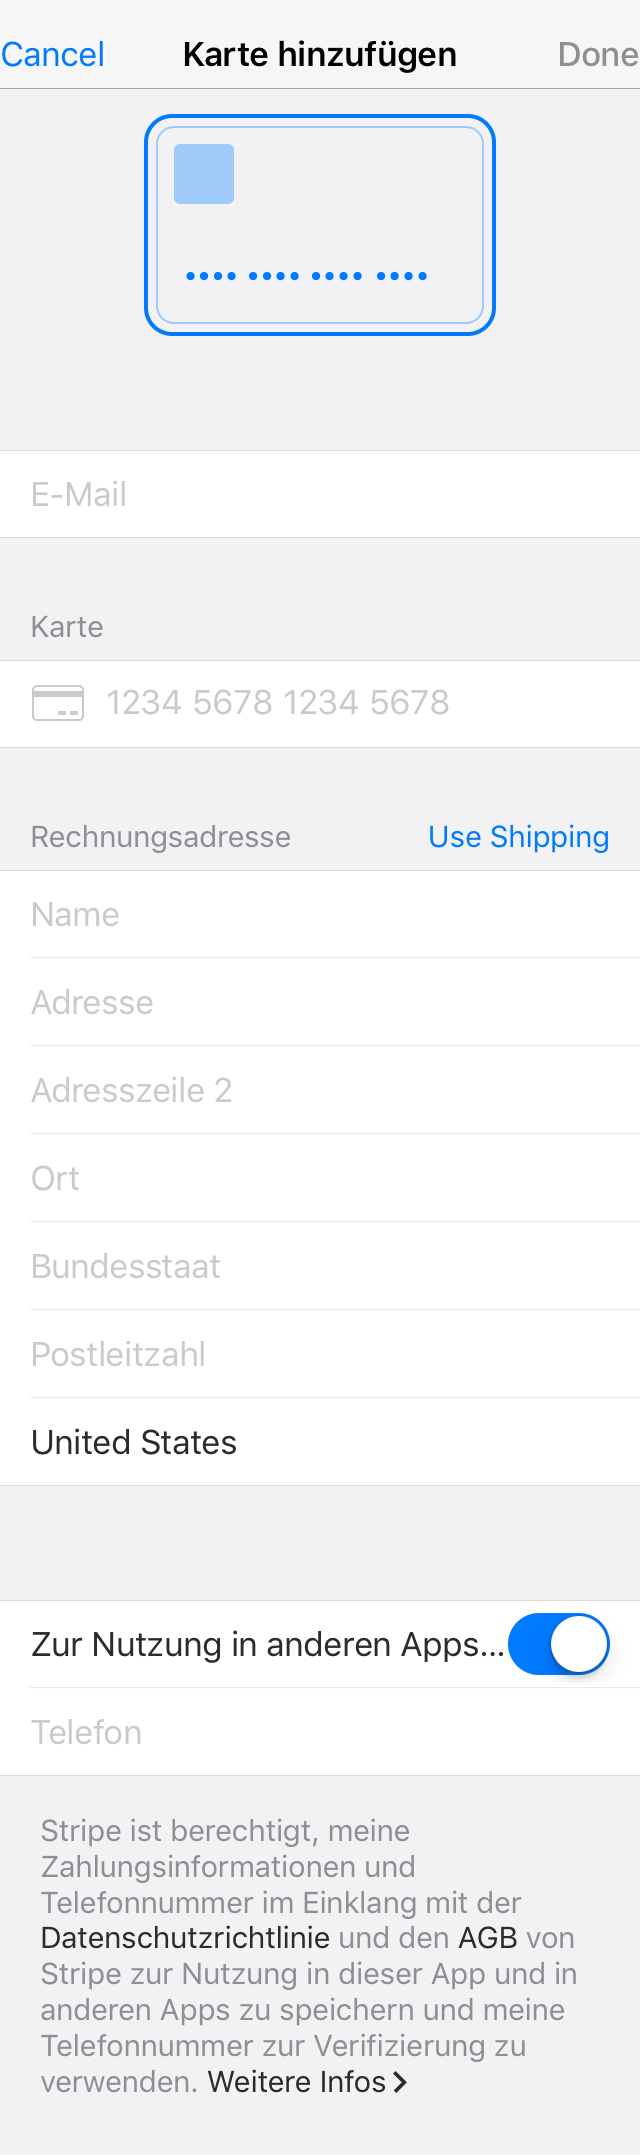 Cancel Karte hinzufügen Done
•••• •••• •••• ••••
E-Mail
Karte
1234 5678 1234 5678
Rechnungsadresse Use Shipping
Name
Adresse
Adresszeile 2
Ort
Bundesstaat
Postleitzahl
United States
Zur Nutzung in anderen Apps...
Telefon
Stripe ist berechtigt, meine
Zahlungsinformationen und
Telefonnummer im Einklang mit der
Datenschutzrichtlinie und den AGB von
Stripe zur Nutzung in dieser App und in
anderen Apps zu speichern und meine
Telefonnummer zur Verifizierung zu
verwenden. Weitere Infos